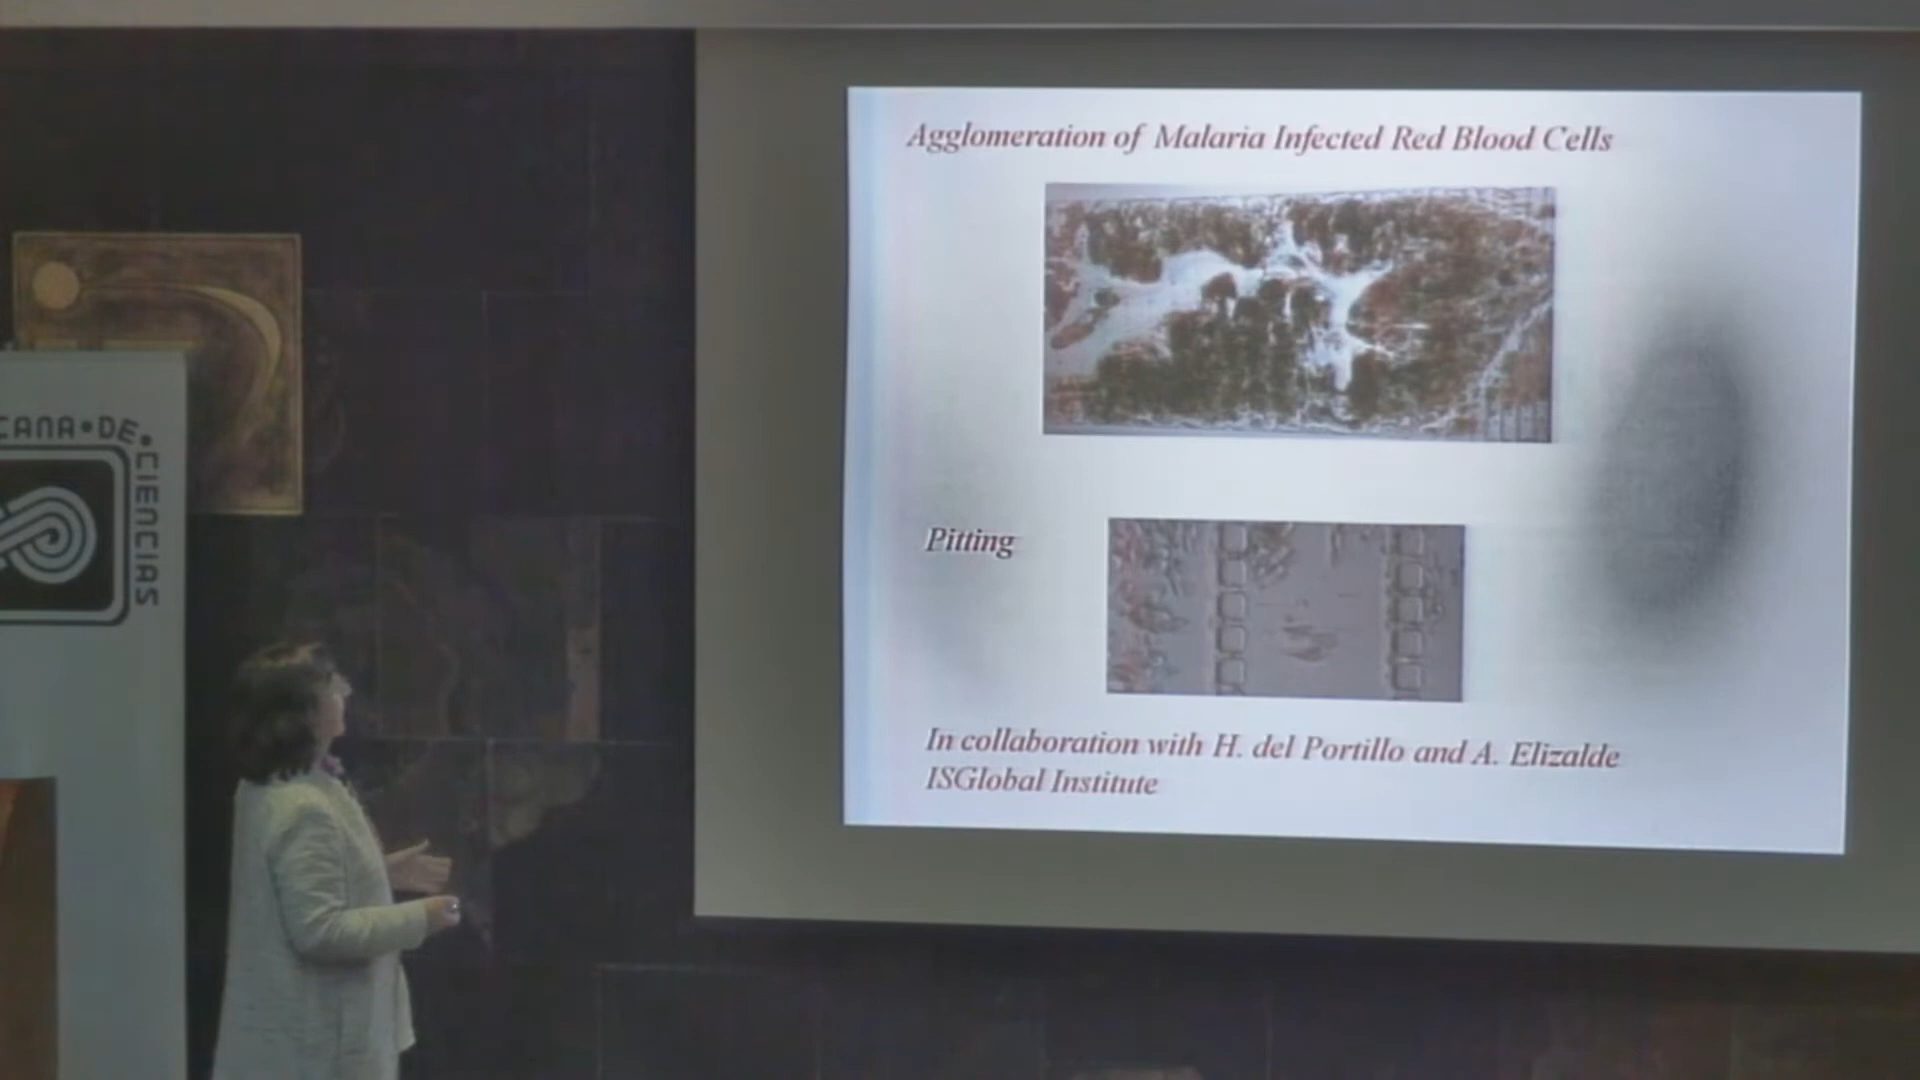 CANA•DE•
CIENCIAS
Agglomeration of Malaria Infected Red Blood Cells
Pitting
In collaboration with H. del Portillo and A. Elizalde
ISGlobal Institute